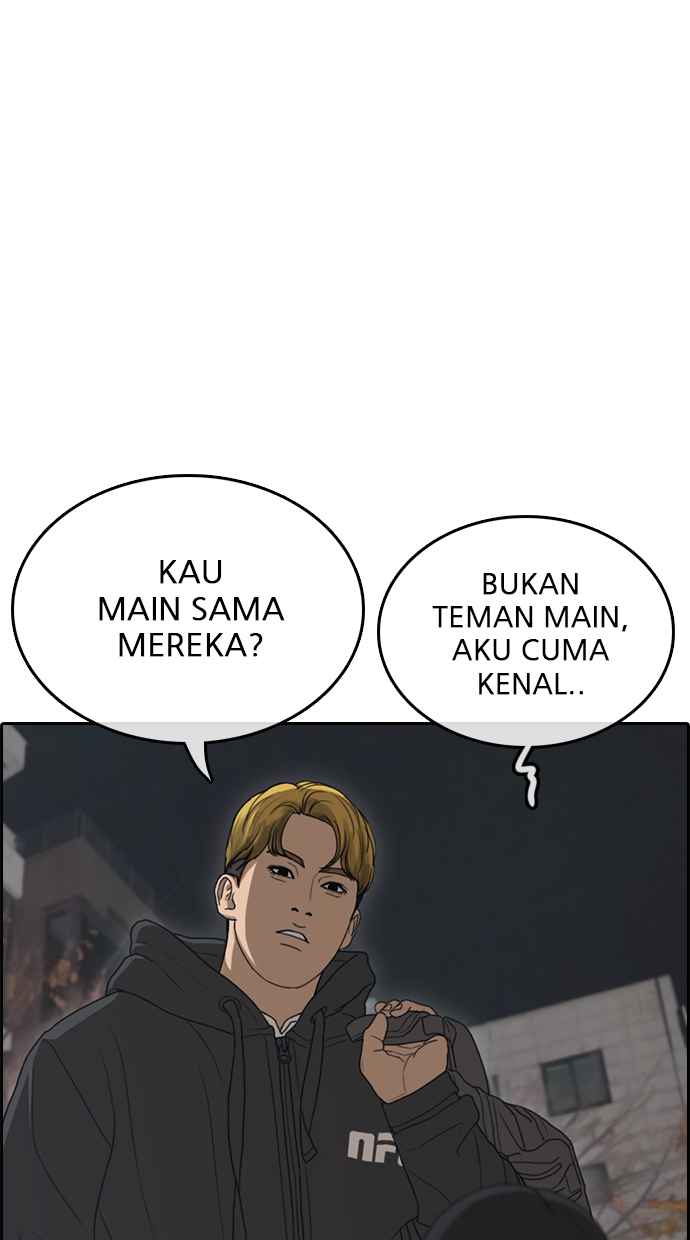 KAU
MAIN SAMA
MEREKA?
BUKAN
TEMAN MAIN,
AKU CUMA
KENAL..